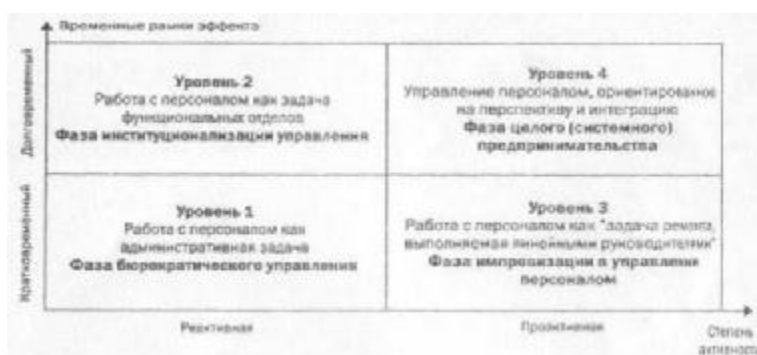 Временные рамки эффекта
Долговременный
Уровень 2
Работа с персоналом как задача
функциональных отделов
Фаза институционализации управления
Уровень 4
Управление персоналом, ориентированное
на перспективу и интеграцию
Фаза целого (системного)
предпринимательства
Кратковременный
Уровень 1
Работа с персоналом как
административная задача
Фаза бюрократического управления
Уровень 3
Работа с персоналом как "задача
выполняемая линейными руководителями"
Фаза импровизации в управлении
персоналом
Реактивная
Проактивная
Степень
активности